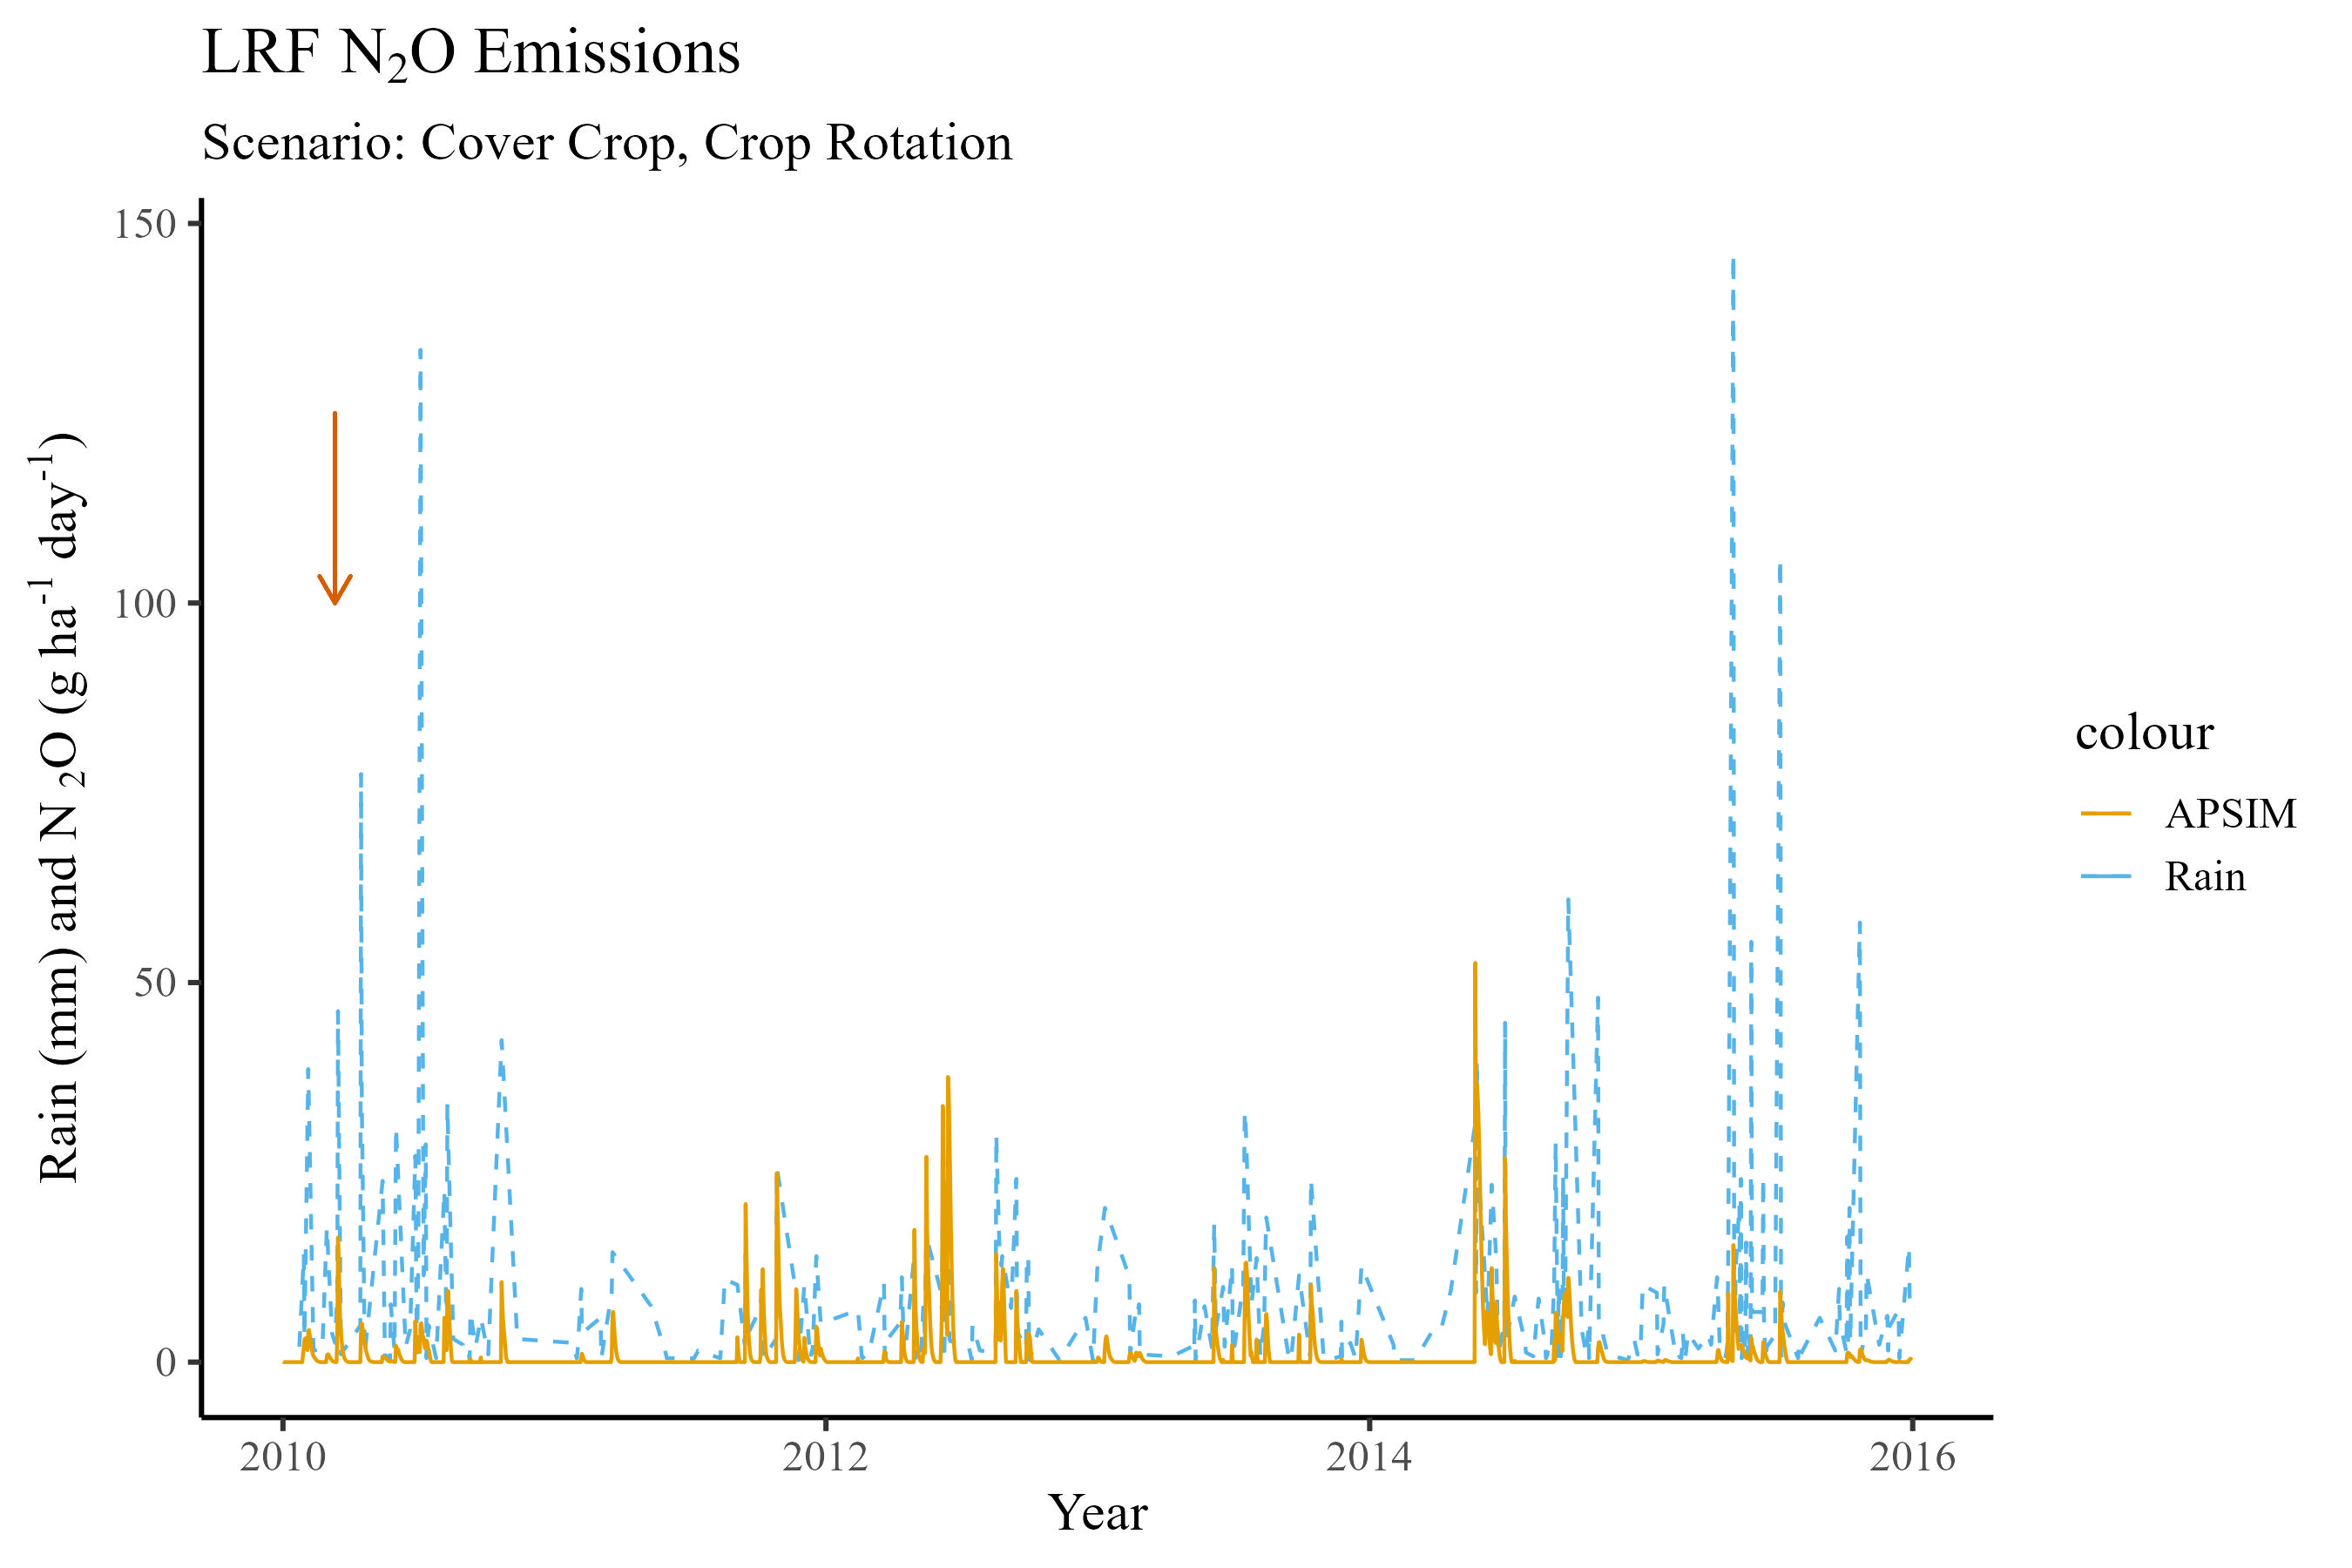 LRF N₂O Emissions
Scenario: Cover Crop, Crop Rotation
Rain (mm) and N ₂O (g ha⁻¹ day⁻¹)
150
100
50
0
2010 2012 2014 2016
Year
colour
APSIM
Rain